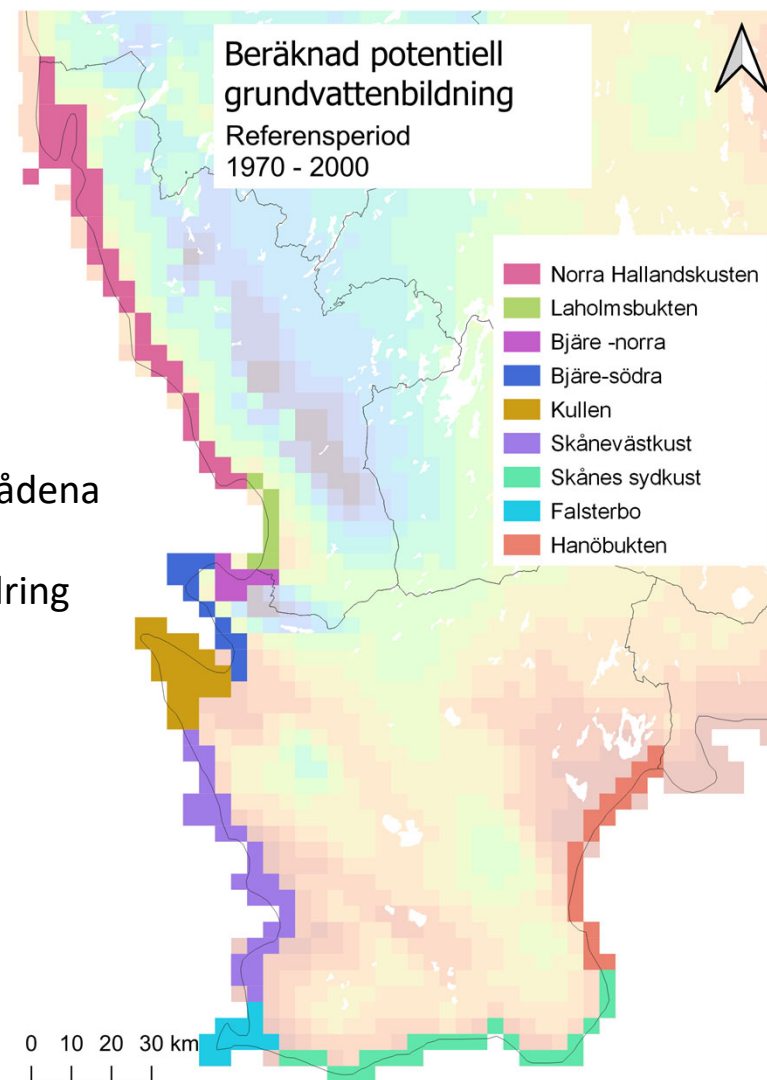 Beräknad potentiell
grundvattenbildning
Referensperiod
1970 - 2000
Norra Hallandskusten
Laholmsbukten
Bjäre -norra
Bjäre-södra
Kullen
Skånevästkust
Skånes sydkust
Falsterbo
Hanöbukten
ådena
dring
0 10 20 30 km